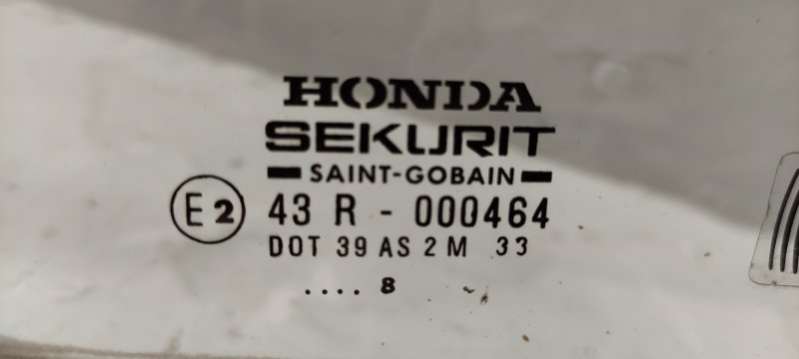 HONDA
SEKURIT
SAINT-GOBAIN
E2 43 R - 000464
DOT 39 AS 2 M 33
.... 8